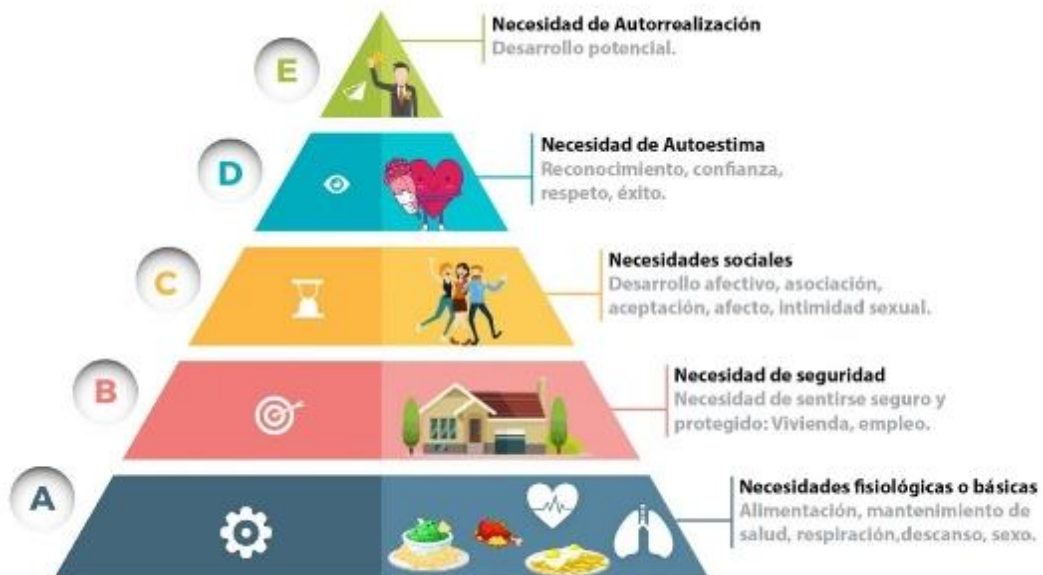 Necesidad de Autorrealización
Desarrollo potencial.
E
Necesidad de Autoestima
Reconocimiento, confianza,
respeto, éxito.
D
Necesidades sociales
Desarrollo afectivo, asociación,
aceptación, afecto, intimidad sexual.
C
Necesidad de seguridad
Necesidad de sentirse seguro y
protegido: Vivienda, empleo.
B
Necesidades fisiológicas o básicas
Alimentación, mantenimiento de
salud, respiración,descanso, sexo.
A